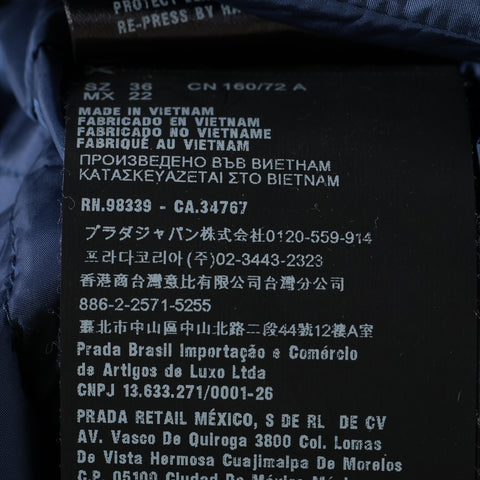 PROTECT
RE-PRESS BY HA
SZ 36 CN 160/72 A
MX 22
MADE IN VIETNAM
FABRICADO EN VIETNAM
FABRICADO NO VIETNAME
FABRIQUÉ AU VIETNAM
ПРОИЗВЕДЕНО ВЪВ ВИЕТНАМ
ΚΑΤΑΣΚΕΥΑΖΕΤΑΙ ΣΤΟ ΒΙΕΤΝΑΜ
RN.98339 - CA.34767
プラダジャパン株式会社0120-559-914
프라다코리아(주)02-3443-2323
香港商台灣意比有限公司台灣分公司
886-2-2571-5255
臺北市中山區中山北路二段44號12樓A室
Prada Brasil Importação e Comércio
de Artigos de Luxo Ltda
CNPJ 13.633.271/0001-26
PRADA RETAIL MÉXICO, S DE RL DE CV
AV. Vasco De Quiroga 3800 Col. Lomas
De Vista Hermosa Cuajimalpa De Morelos
C.P. 05100 Ciudad De México